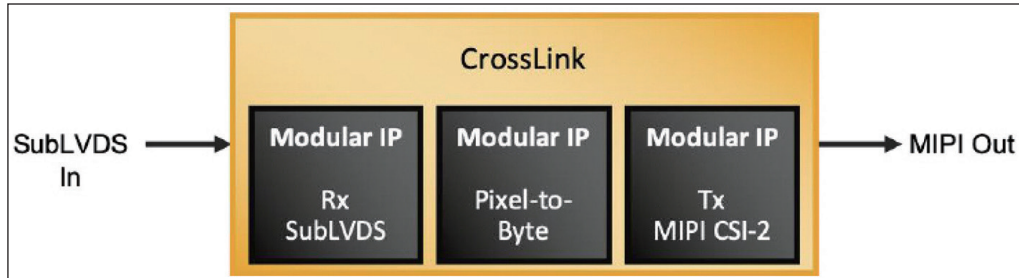 CrossLink
SubLVDS
In
Modular IP
Rx
SubLVDS
Modular IP
Pixel-to-
Byte
Modular IP
Tx
MIPI CSI-2
MIPI Out